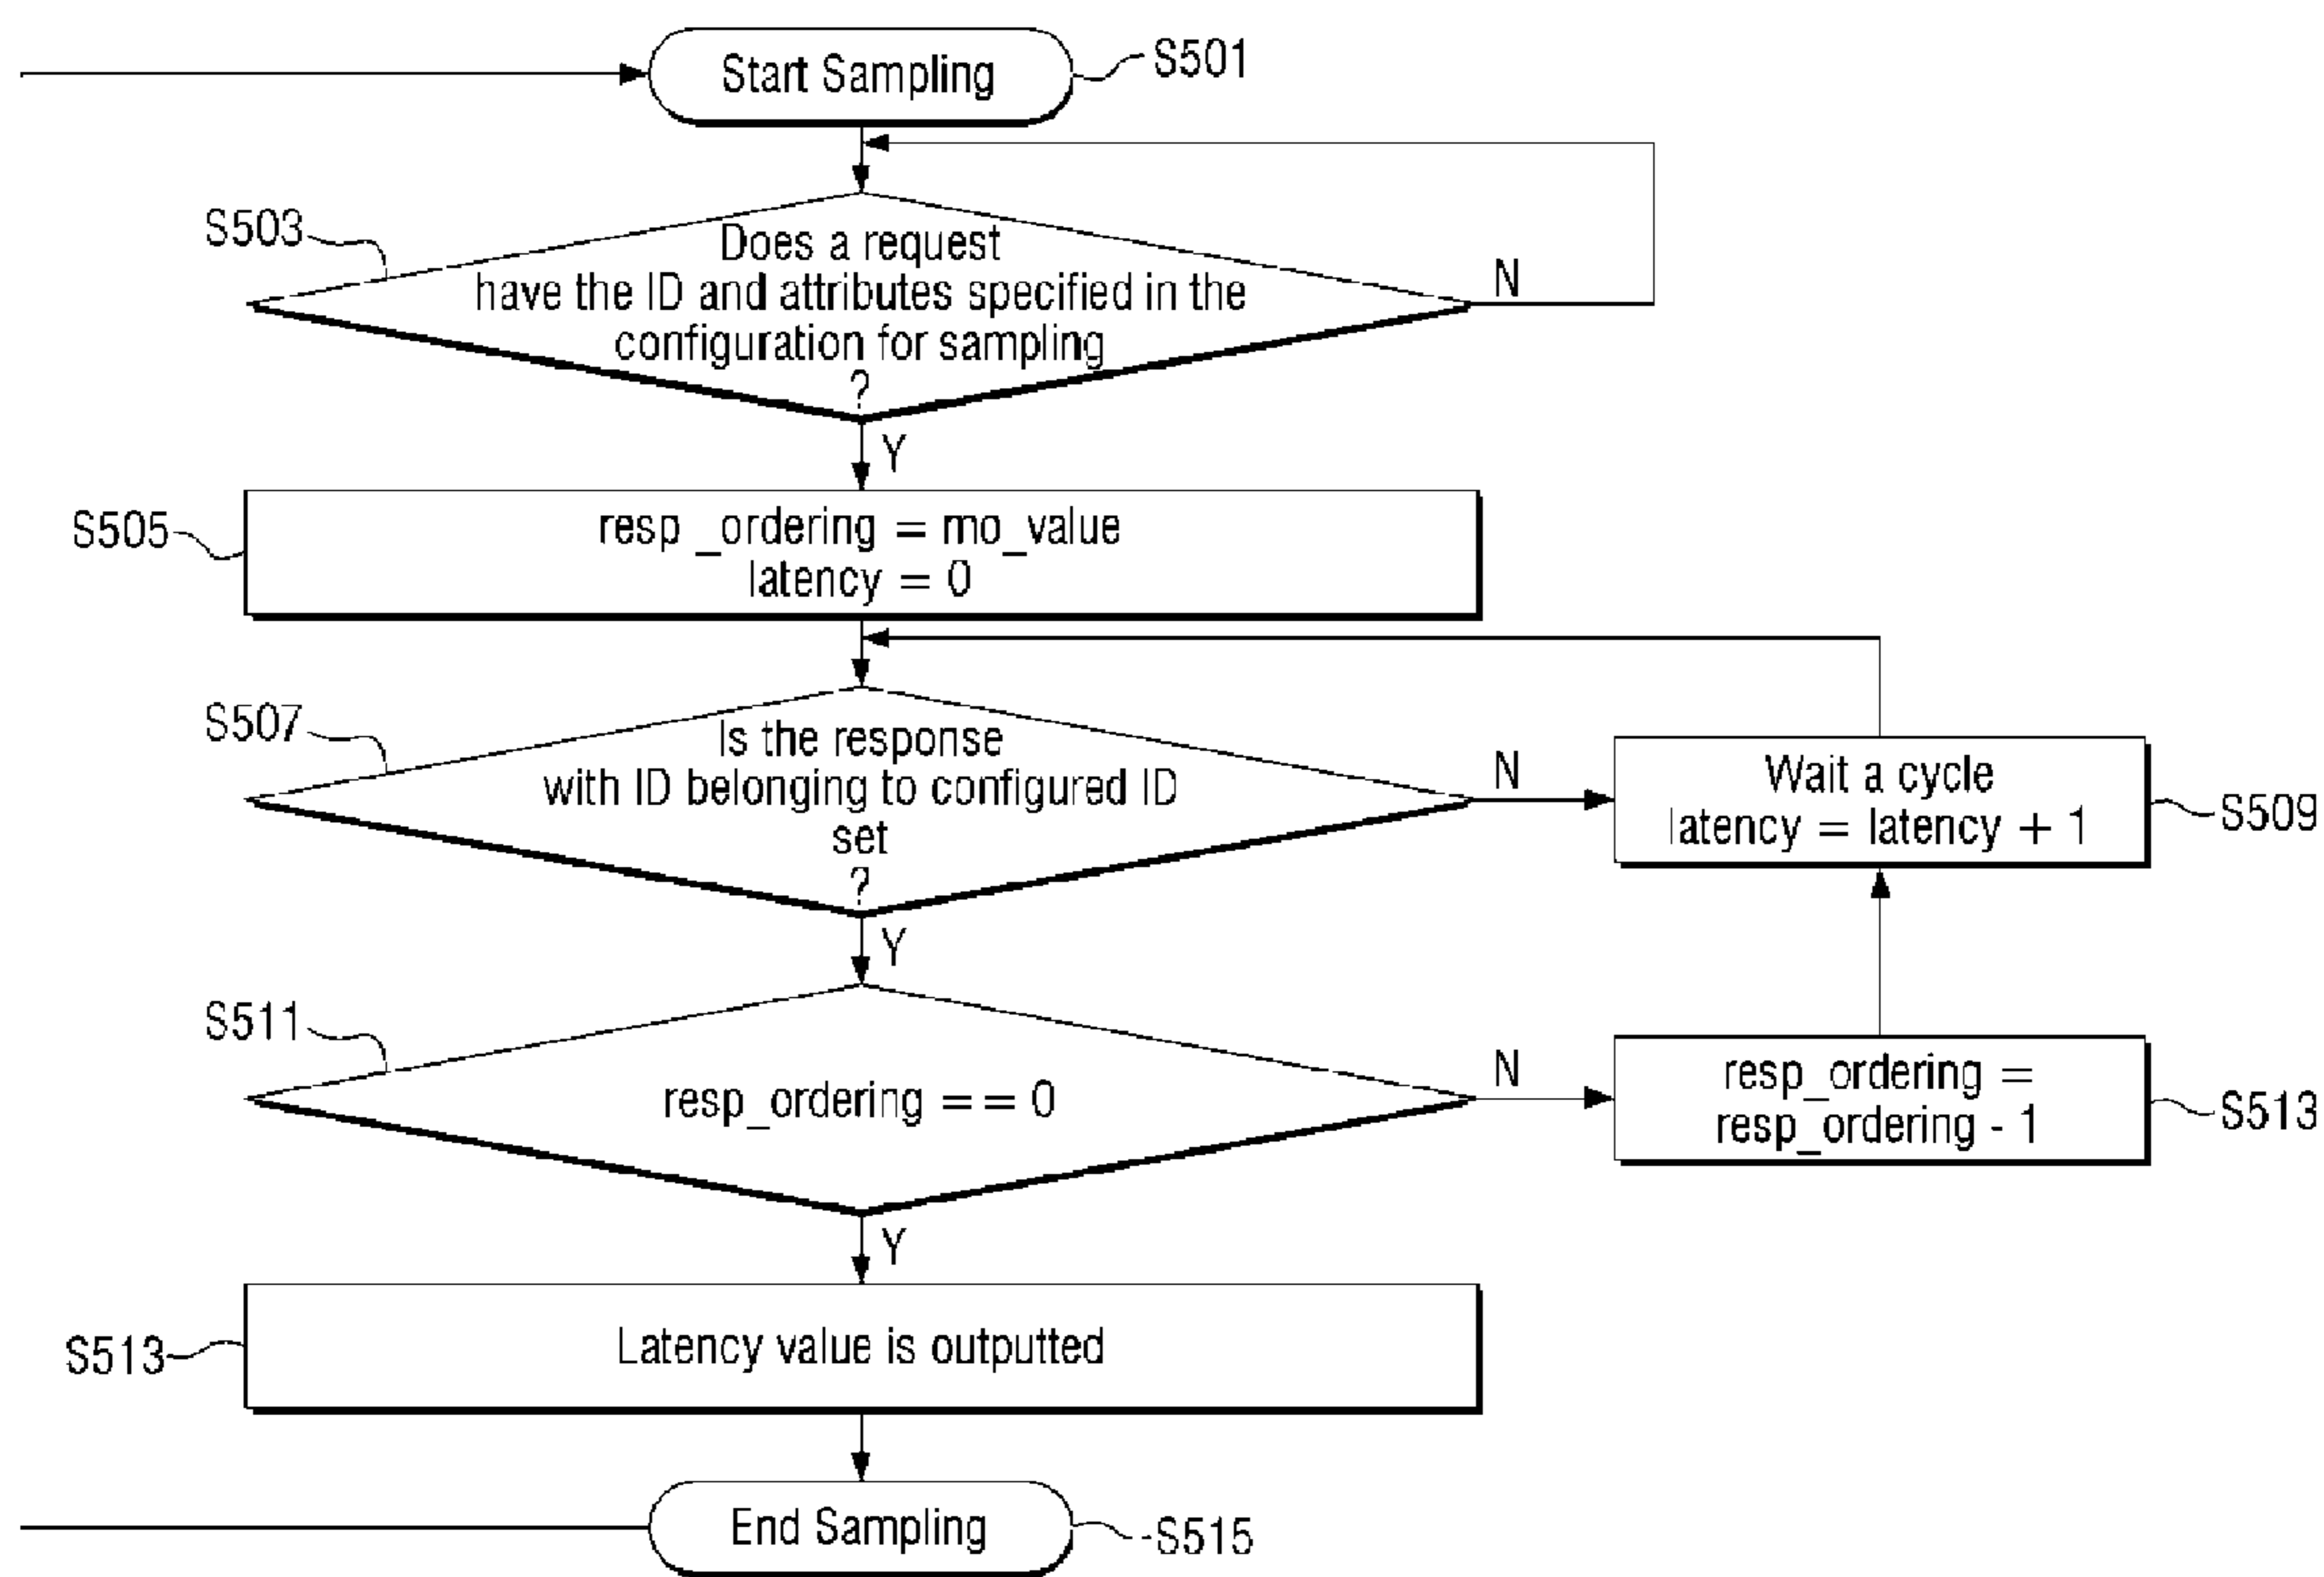 Start Sampling
S501
S503
Does a request
have the ID and attributes specified in the
configuration for sampling
?
N
Y
S505
resp _ordering = mo_value
latency = 0
S507
Is the response
with ID belonging to configured ID
set
?
N
Wait a cycle
latency = latency + 1
S509
Y
S511
resp_ordering == 0
N
resp_ordering =
resp_ordering - 1
S513
Y
S513
Latency value is outputted
End Sampling
S515